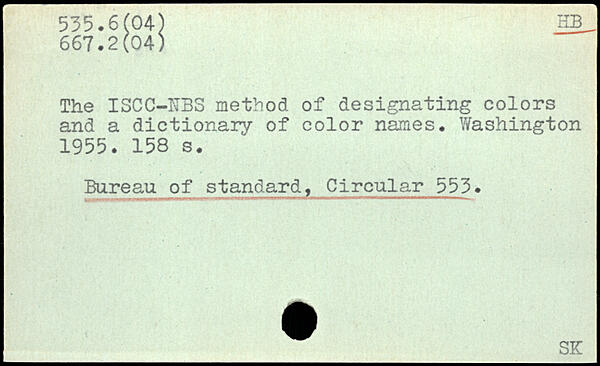 535.6(04) HB
667.2(04)
The ISCC-NBS method of designating colors
and a dictionary of color names. Washington
1955. 158 s.
Bureau of standard, Circular 553.
SK